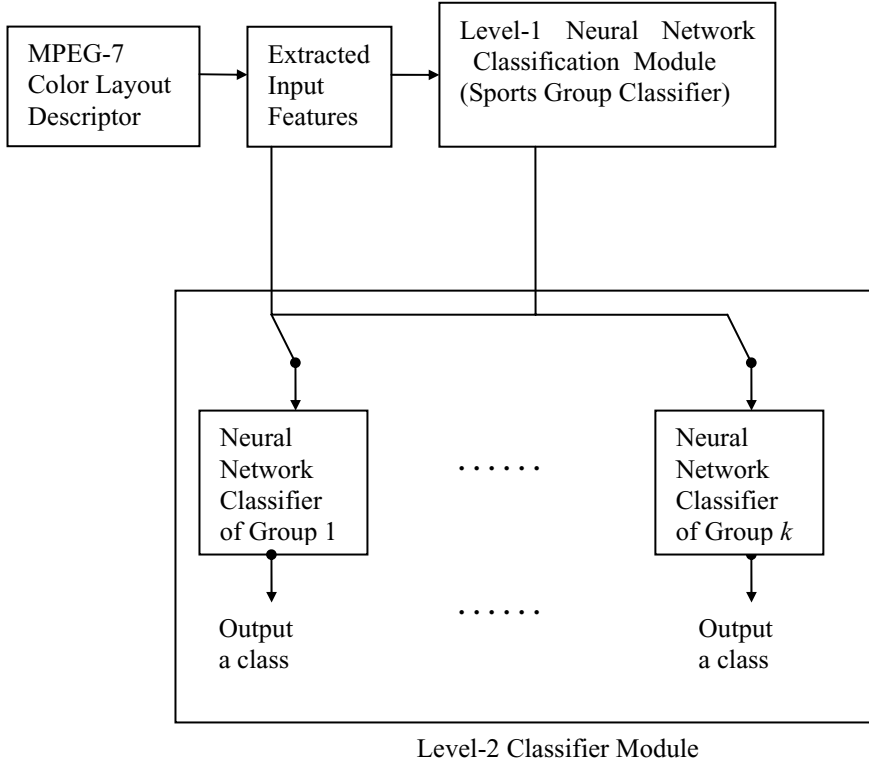 MPEG-7
Color Layout
Descriptor
Extracted
Input
Features
Level-1 Neural Network
Classification Module
(Sports Group Classifier)
Neural
Network
Classifier
of Group 1
. . . . . .
Neural
Network
Classifier
of Group k
Output
a class
. . . . . .
Output
a class
Level-2 Classifier Module